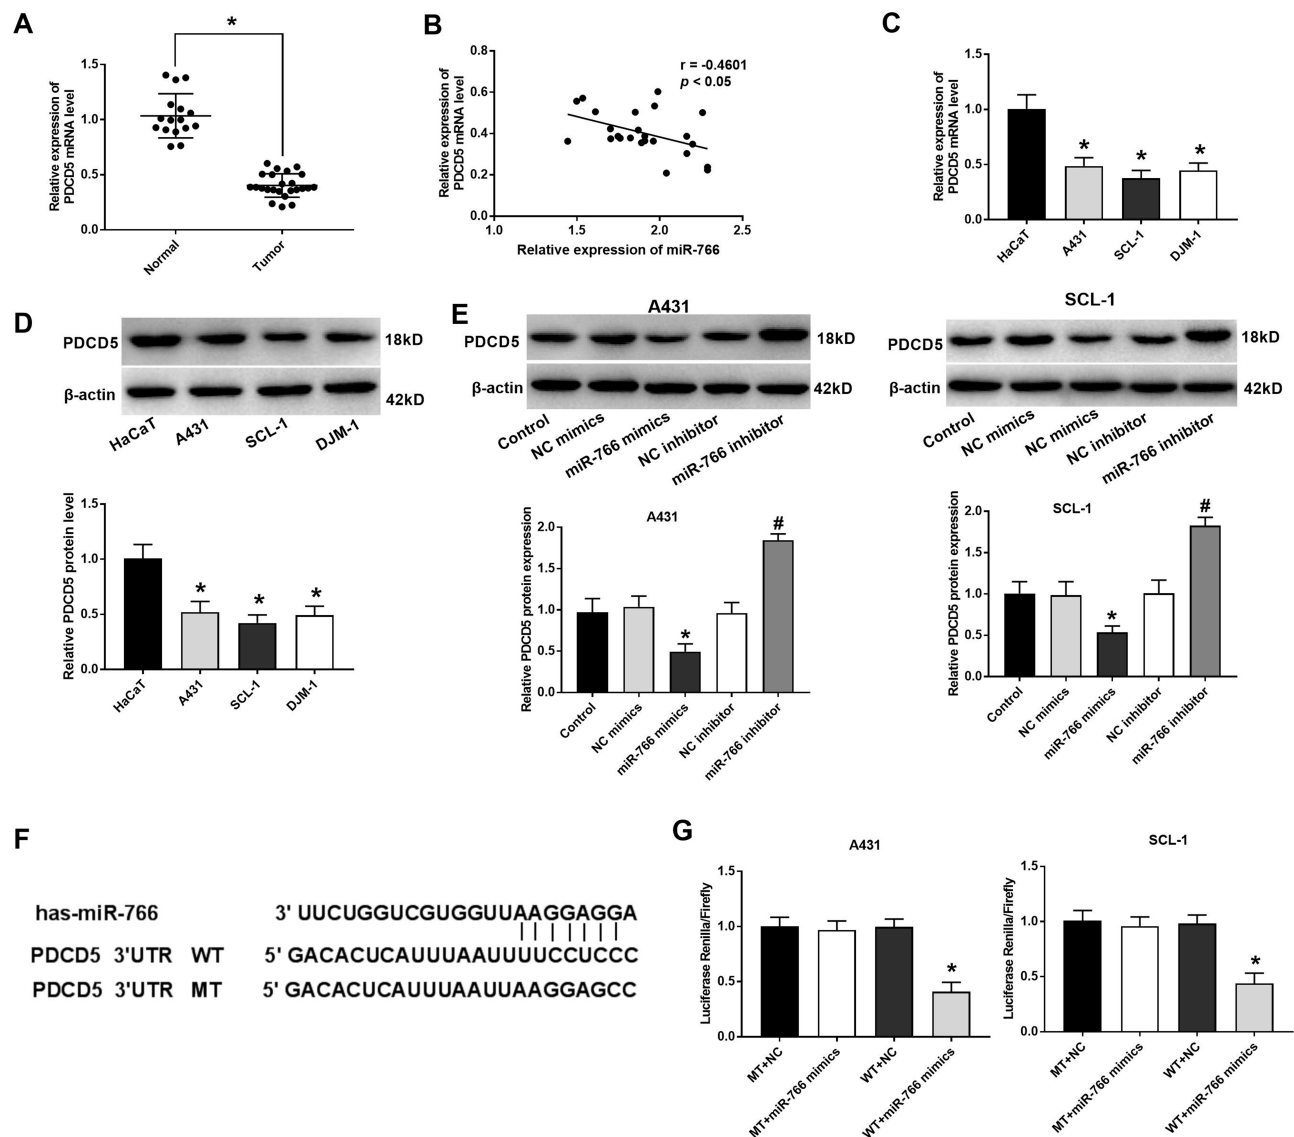 A
*
Relative expression of
PDCD5 mRNA level
1.5
1.0
0.5
0.0
Normal
Tumor
B
Relative expression of
PDCD5 mRNA level
0.8
0.6
0.4
0.2
0.0
r = -0.4601
p < 0.05
1.0
1.5
2.0
2.5
Relative expression of miR-766
C
Relative expression of
PDCD5 mRNA level
1.5
1.0
0.5
0.0
*
*
*
HaCaT
A431
SCL-1
DJM-1
D
PDCD5
18kD
β-actin
42kD
HaCaT
A431
SCL-1
DJM-1
Relative PDCD5 protein level
1.5
1.0
0.5
0.0
*
*
*
HaCaT
A431
SCL-1
DJM-1
E
A431
PDCD5
18kD
β-actin
42kD
Control
NC mimics
miR-766 mimics
NC inhibitor
miR-766 inhibitor
SCL-1
PDCD5
18kD
β-actin
42kD
Control
NC mimics
NC mimics
NC inhibitor
miR-766 inhibitor
A431
Relative PDCD5 protein expression
2.0
1.5
1.0
0.5
0.0
*
#
Control
NC mimics
miR-766 mimics
NC inhibitor
miR-766 inhibitor
SCL-1
Relative PDCD5 protein expression
2.0
1.5
1.0
0.5
0.0
*
#
Control
NC mimics
miR-766 mimics
NC inhibitor
miR-766 inhibitor
F
has-miR-766 3' UUCUGGUCGUGGUUAAGGAGGA
PDCD5 3'UTR WT 5' GACACUCAUUUAAUUUUCCUCCC
PDCD5 3'UTR MT 5' GACACUCAUUUAAUUAAGGAGCC
G
A431
Luciferase Renilla/Firefly
1.5
1.0
0.5
0.0
*
MT+NC
MT+miR-766 mimics
WT+NC
WT+miR-766 mimics
SCL-1
Luciferase Renilla/Firefly
1.5
1.0
0.5
0.0
*
MT+NC
MT+miR-766 mimics
WT+NC
WT+miR-766 mimics